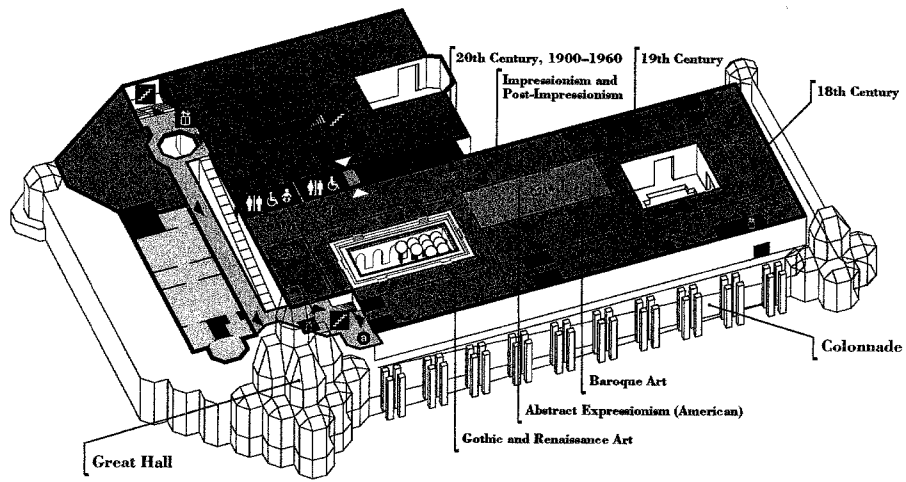 20th Century, 1900–1960
19th Century
Impressionism and
Post-Impressionism
18th Century
a
Colonnade
Baroque Art
Abstract Expressionism (American)
Gothic and Renaissance Art
Great Hall